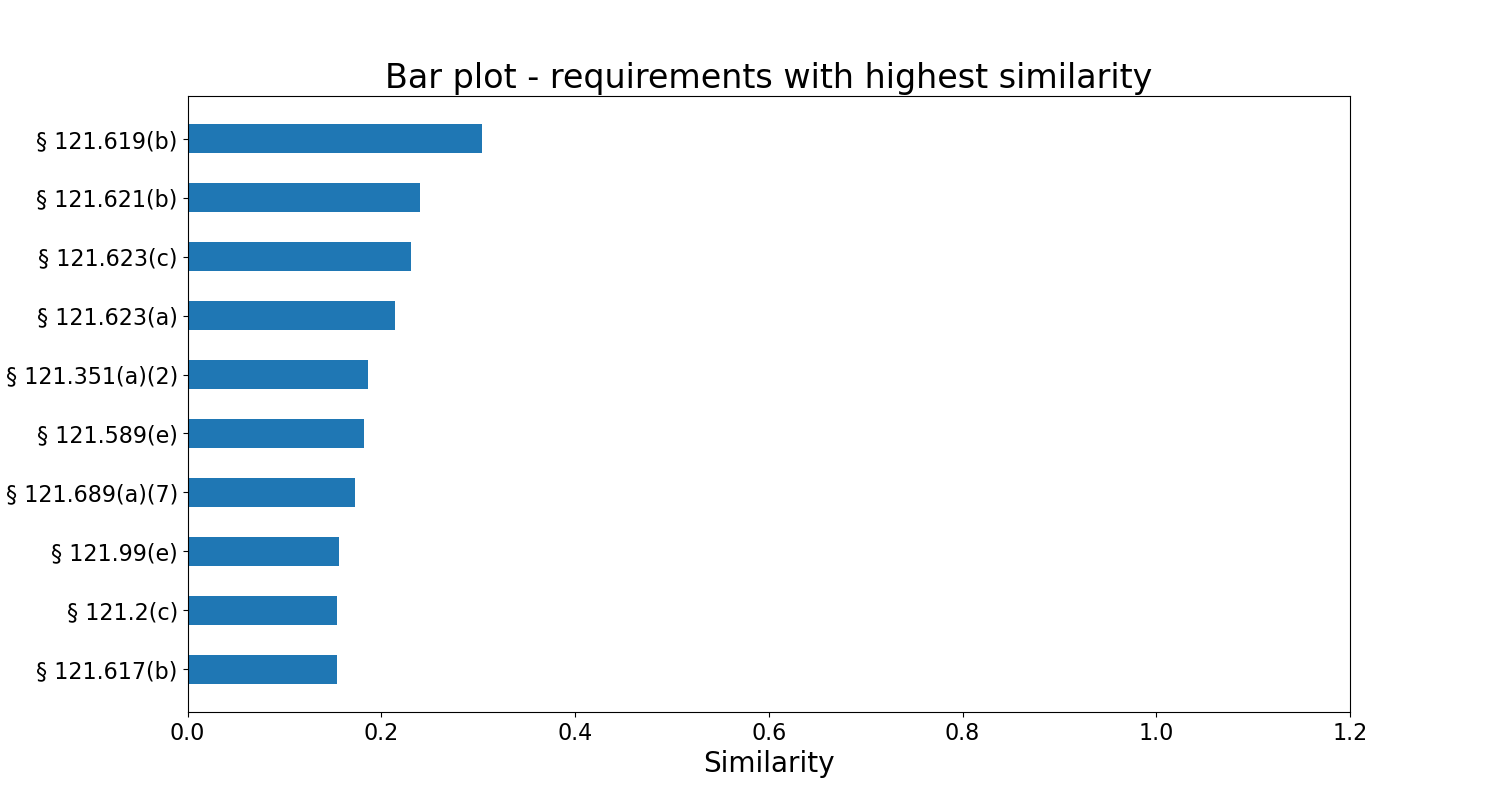 Bar plot - requirements with highest similarity
§ 121.619(b)
§ 121.621(b)
§ 121.623(c)
§ 121.623(a)
§ 121.351(a)(2)
§ 121.589(e)
§ 121.689(a)(7)
§ 121.99(e)
§ 121.2(c)
§ 121.617(b)
0.0 0.2 0.4 0.6 0.8 1.0 1.2
Similarity